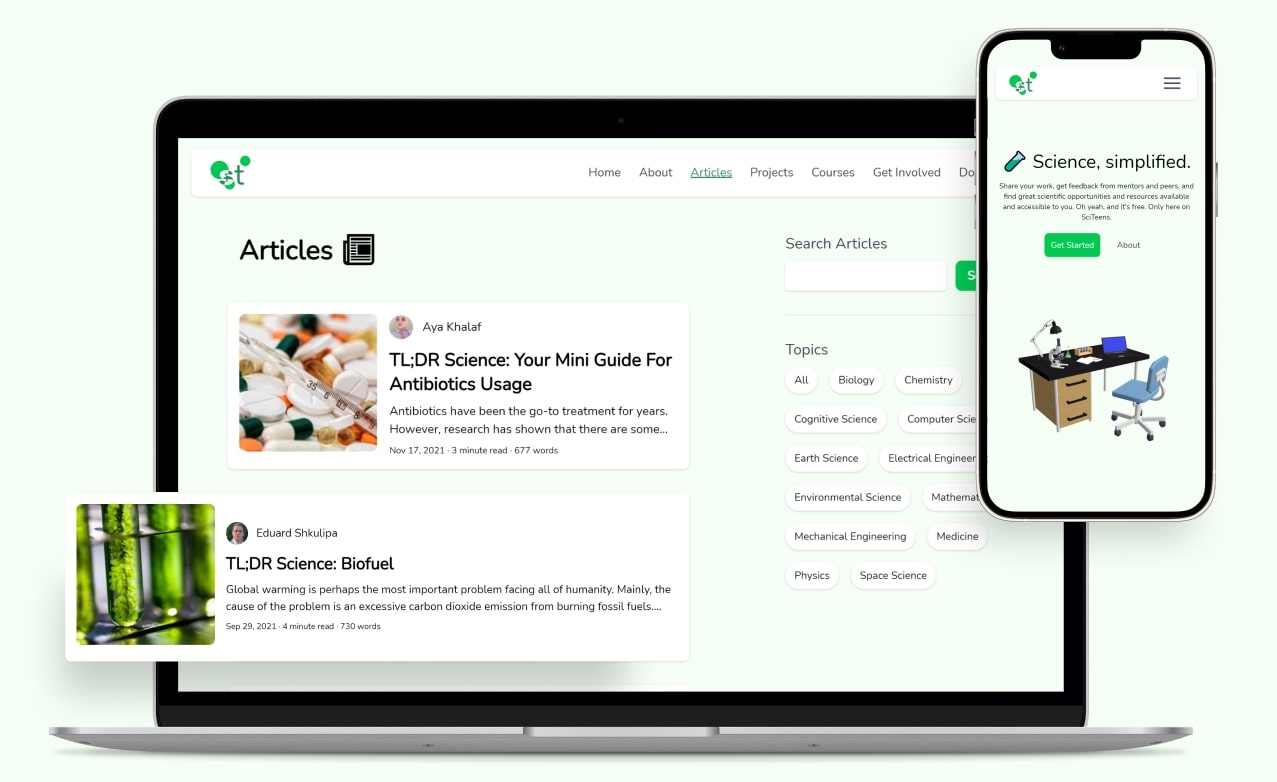 st
Home About Articles Projects Courses Get Involved Do
Articles
Aya Khalaf
TL;DR Science: Your Mini Guide For
Antibiotics Usage
Antibiotics have been the go-to treatment for years.
However, research has shown that there are some...
Nov 17, 2021 · 3 minute read · 677 words
Eduard Shkulipa
TL;DR Science: Biofuel
Global warming is perhaps the most important problem facing all of humanity. Mainly, the
cause of the problem is an excessive carbon dioxide emission from burning fossil fuels....
Sep 29, 2021 · 4 minute read · 730 words
Search Articles
S
Topics
All Biology Chemistry
Cognitive Science Computer Scie
Earth Science Electrical Engineer
Environmental Science Mathemat
Mechanical Engineering Medicine
Physics Space Science
st
Science, simplified.
Share your work, get feedback from mentors and peers, and
find great scientific opportunities and resources available
and accessible to you. Oh yeah, and it's free. Only here on
SciTeens.
Get Started About